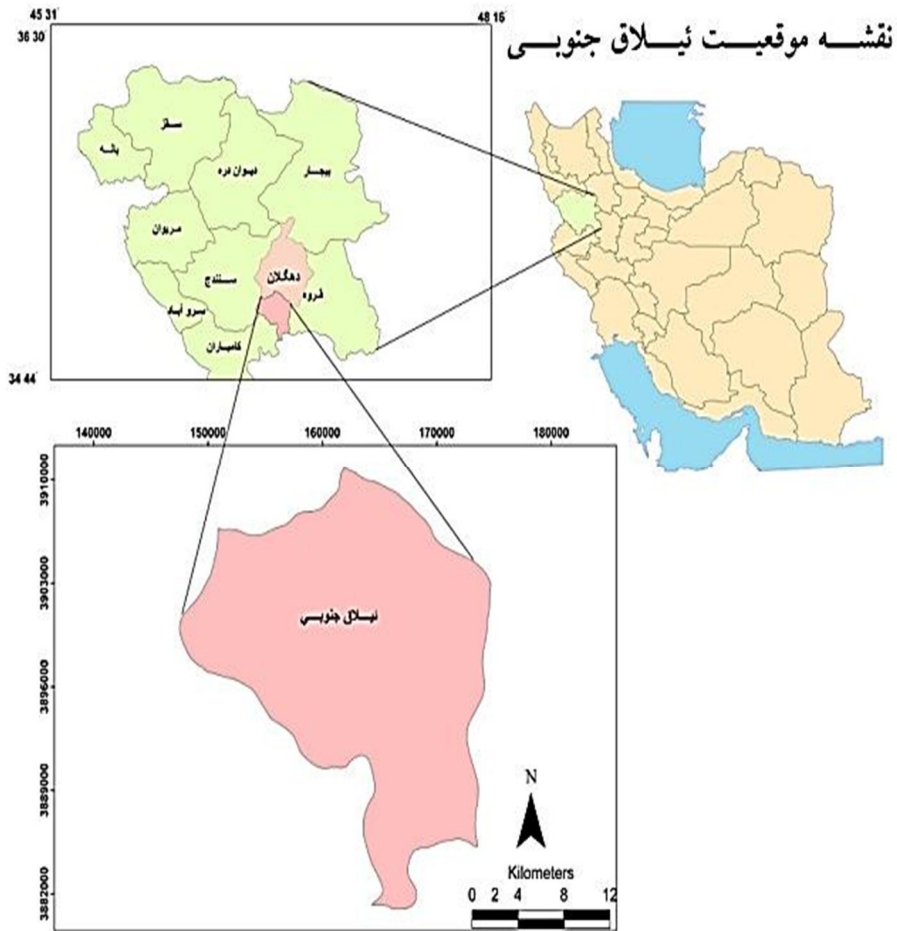 نقشه موقعیت ئیلاق جنوبی
45 31
36 30
48 16
34 44
سقز
بانه
دیوان دره
بیجار
مریوان
سنندج
دهگلان
قروه
سرو آباد
کامیاران
140000 150000 160000 170000 180000
3910000
3903000
3896000
3889000
3882000
ئیلاق جنوبي
N
Kilometers
0 2 4 8 12